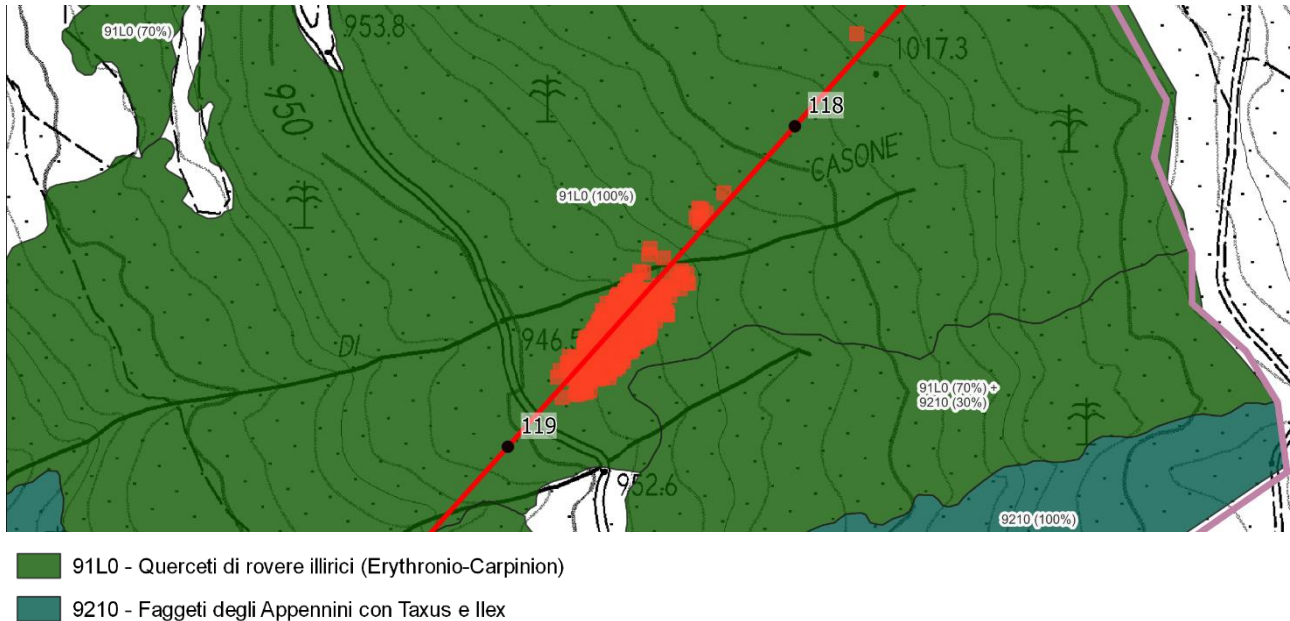 91L0 (70%)
953.8
1017.3
950
118
CASONE
91L0 (100%)
946.5
DI
91L0 (70%) +
9210 (30%)
119
952.6
9210 (100%)
91L0 - Querceti di rovere illirici (Erythronio-Carpinion)
9210 - Faggeti degli Appennini con Taxus e Ilex